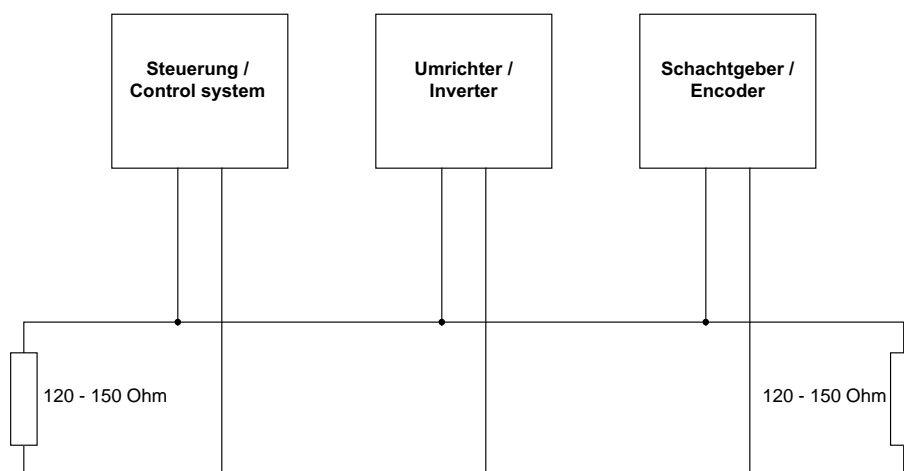 Steuerung /
Control system
Umrichter /
Inverter
Schachtgeber /
Encoder
120 - 150 Ohm
120 - 150 Ohm